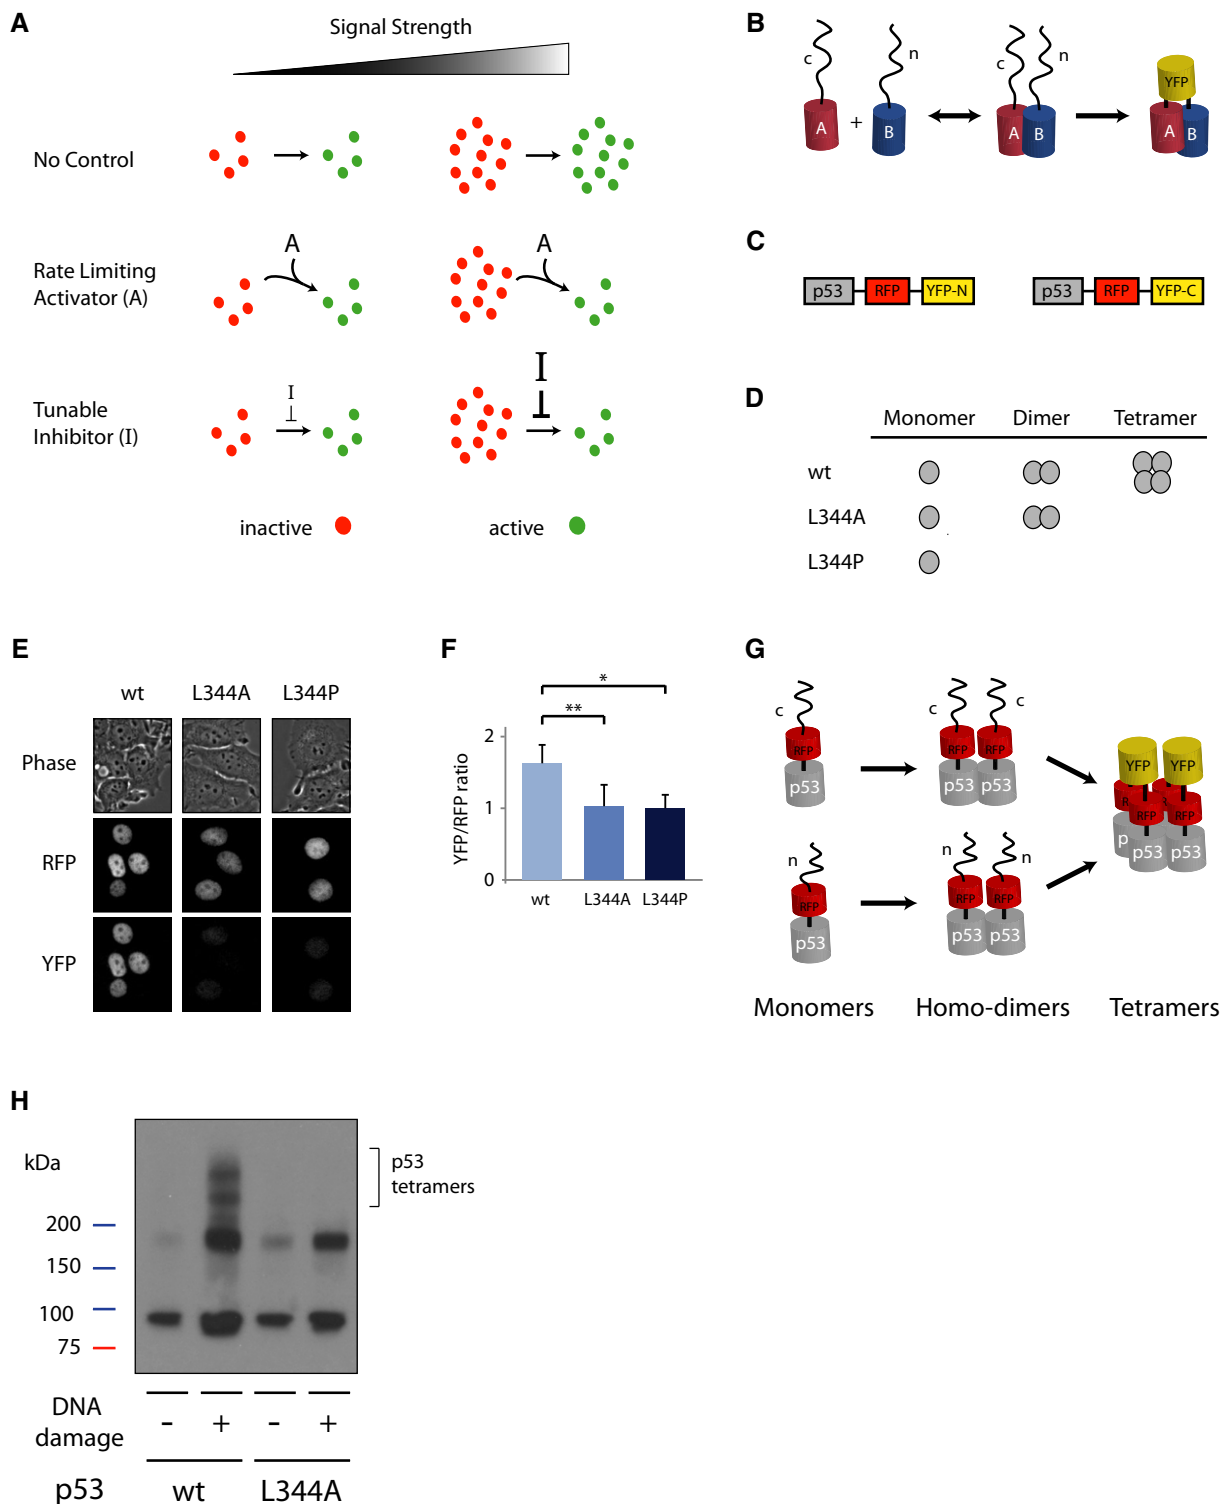 A
Signal Strength
No Control
Rate Limiting
Activator (A)
A
A
Tunable
Inhibitor (I)
I
I
inactive
active
B
c
n
c
n
YFP
A
+
B
A
B
A
B
C
p53
RFP
YFP-N
p53
RFP
YFP-C
D
Monomer
Dimer
Tetramer
wt
L344A
L344P
E
wt
L344A
L344P
Phase
RFP
YFP
F
*
**
YFP/RFP ratio
2
1
0
wt
L344A
L344P
G
c
c
c
RFP
p53
RFP
RFP
p53
p53
YFP
YFP
RFP
RFP
p
p53
p53
n
n
n
RFP
p53
RFP
RFP
p53
p53
Monomers
Homo-dimers
Tetramers
H
kDa
p53
tetramers
200
150
100
75
DNA
damage
-
+
-
+
p53
wt
L344A